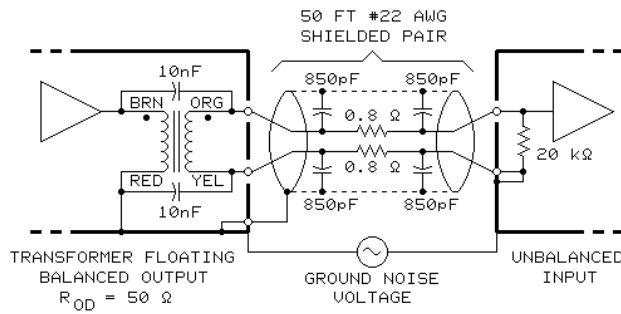 50 FT #22 AWG
SHIELDED PAIR
10nF
850pF
850pF
BRN
ORG
0.8 Ω
0.8 Ω
20 kΩ
RED
YEL
10nF
850pF
850pF
TRANSFORMER FLOATING
BALANCED OUTPUT
R_OD = 50 Ω
GROUND NOISE
VOLTAGE
UNBALANCED
INPUT